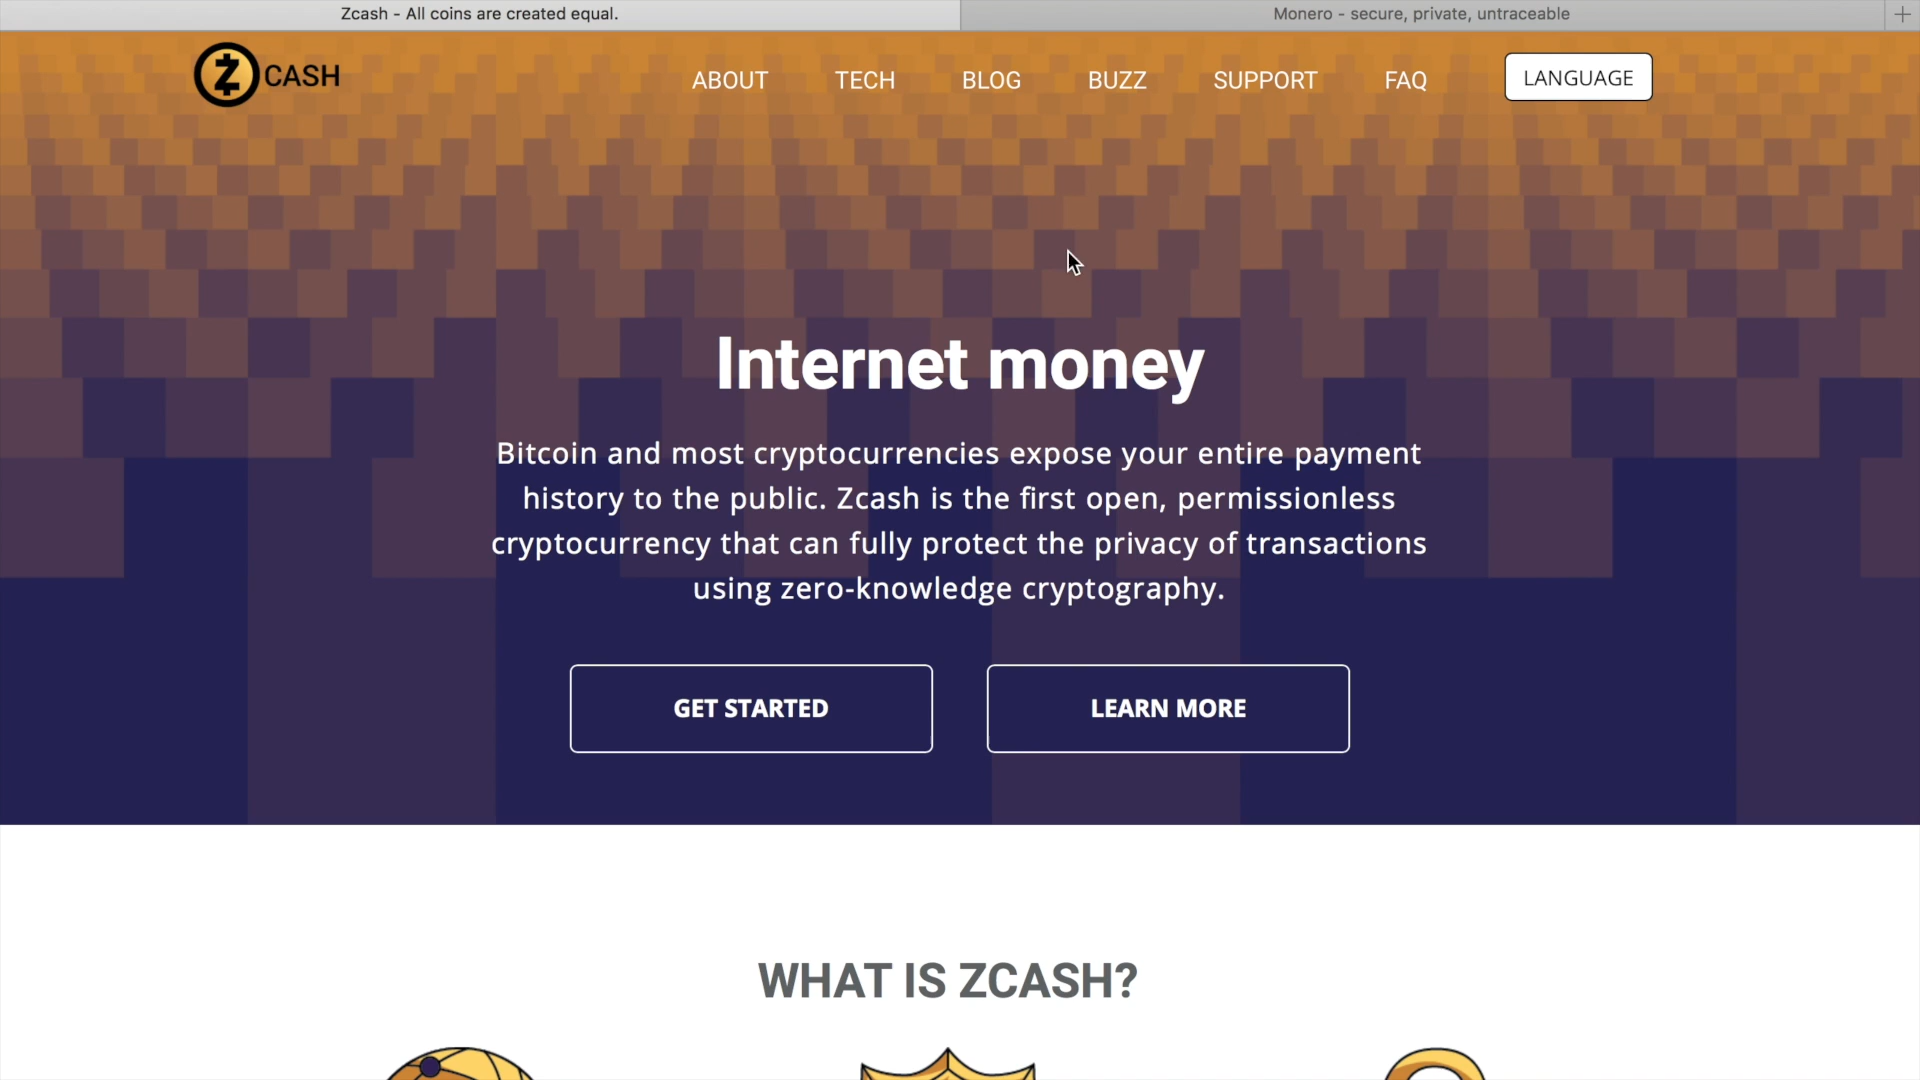 Zcash - All coins are created equal.
Monero - secure, private, untraceable
ZCASH
ABOUT
TECH
BLOG
BUZZ
SUPPORT
FAQ
LANGUAGE
Internet money
Bitcoin and most cryptocurrencies expose your entire payment
history to the public. Zcash is the first open, permissionless
cryptocurrency that can fully protect the privacy of transactions
using zero-knowledge cryptography.
GET STARTED
LEARN MORE
WHAT IS ZCASH?